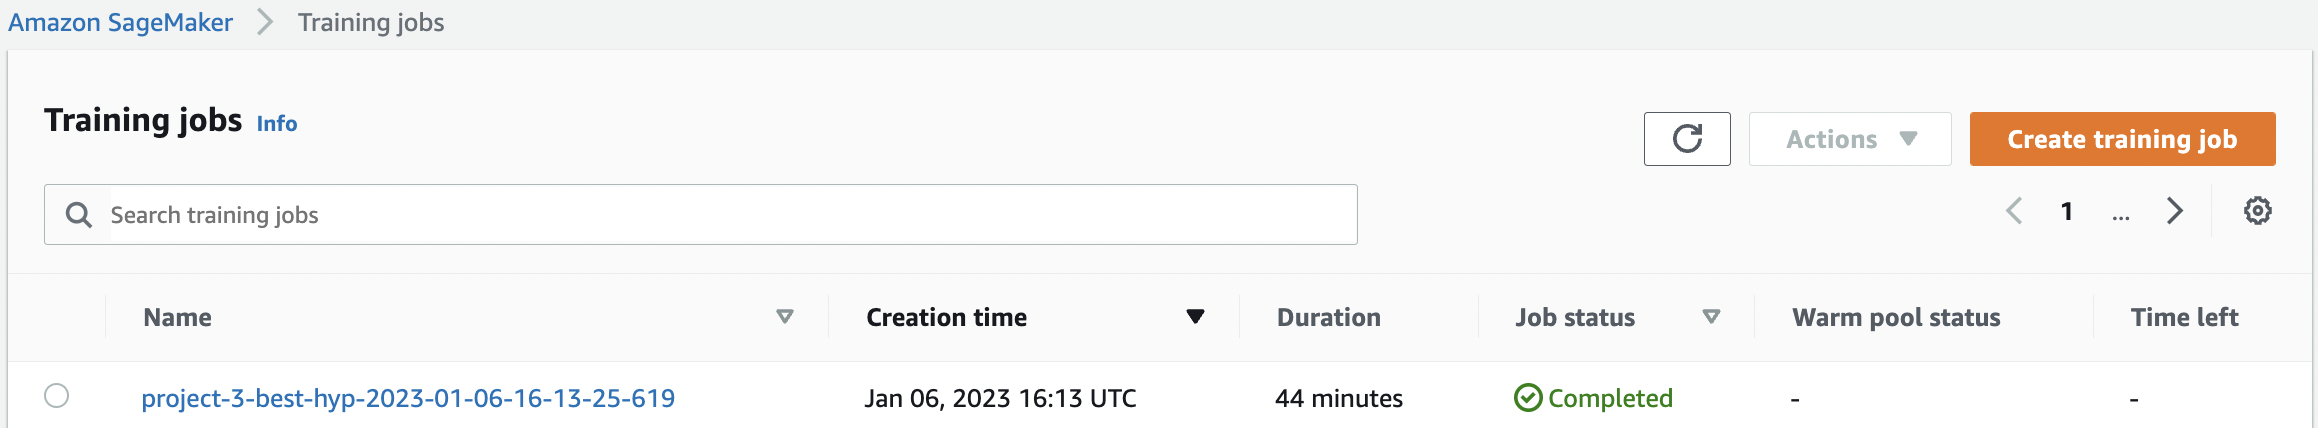 Amazon SageMaker > Training jobs
Training jobs Info
Actions Create training job
Search training jobs
1 ...
Name Creation time Duration Job status Warm pool status Time left
project-3-best-hyp-2023-01-06-16-13-25-619 Jan 06, 2023 16:13 UTC 44 minutes Completed - -